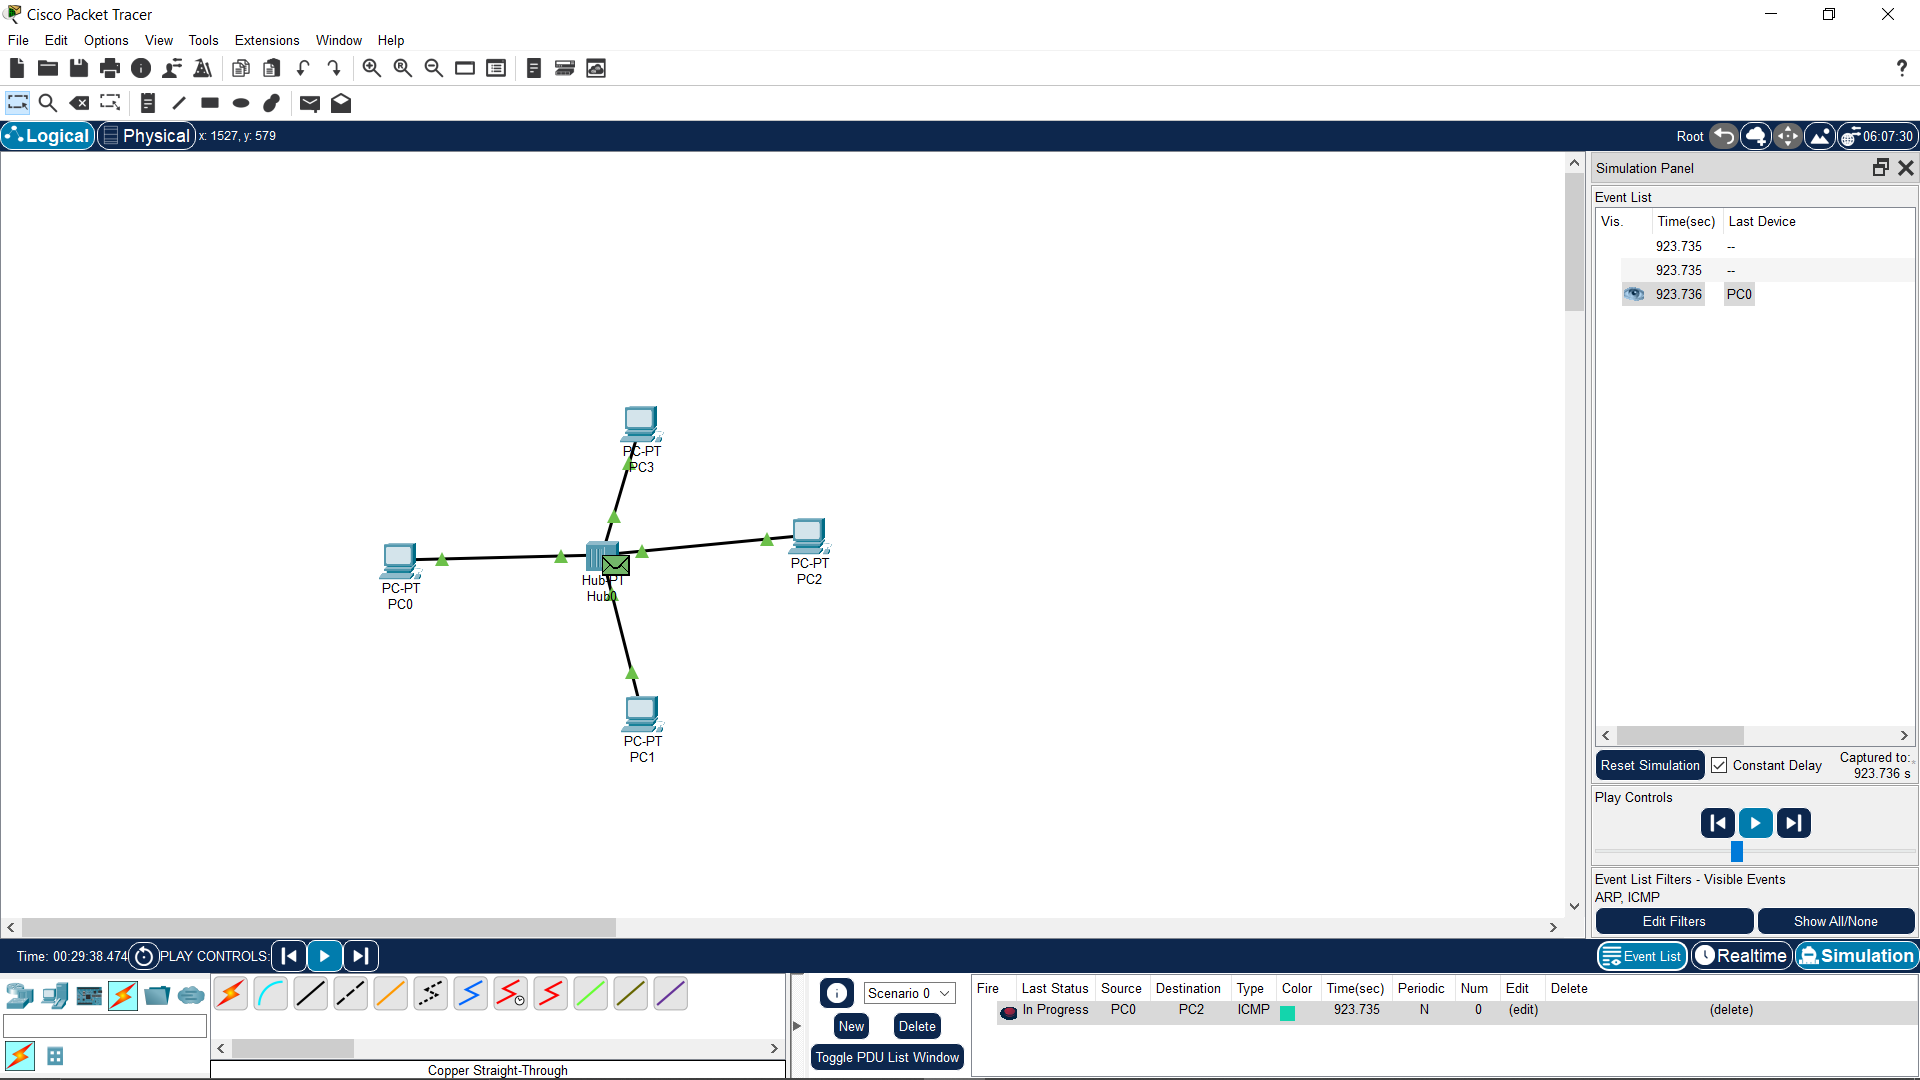 Cisco Packet Tracer
File Edit Options View Tools Extensions Window Help
?
Logical Physical x: 1527, y: 579 Root 06:07:30
Simulation Panel
Event List
Vis. Time(sec) Last Device
923.735 --
923.735 --
923.736 PC0
PC-PT
PC3
PC-PT
PC2
PC-PT
PC0
Hub-PT
Hub0
PC-PT
PC1
Reset Simulation Constant Delay Captured to:
923.736 s
Play Controls
Event List Filters - Visible Events
ARP, ICMP
Edit Filters Show All/None
Time: 00:29:38.474 PLAY CONTROLS: Event List Realtime Simulation
Scenario 0
New Delete
Toggle PDU List Window
Fire Last Status Source Destination Type Color Time(sec) Periodic Num Edit Delete
In Progress PC0 PC2 ICMP 923.735 N 0 (edit) (delete)
Copper Straight-Through